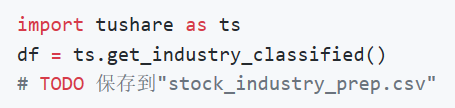 import tushare as ts
df = ts.get_industry_classified()
# TODO 保存到"stock_industry_prep.csv"